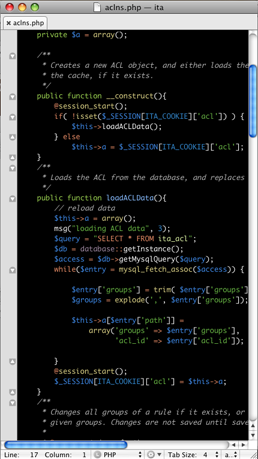 aclns.php — ita
aclns.php
private $a = array();
/**
* Creates a new ACL object, and either loads the
* the cache, if it exists.
*/
public function __construct(){
@session_start();
if( !isset($_SESSION[ITA_COOKIE]['acl']) ) {
$this->loadACLData();
} else
$this->a = $_SESSION[ITA_COOKIE]['acl'];
}
/**
* Loads the ACL from the database, and replaces
*/
public function loadACLData(){
// reload data
$this->a = array();
msg("loading ACL data", 3);
$query = "SELECT * FROM ita_acl";
$db = database::getInstance();
$access = $db->getMysqlQuery($query);
while($entry = mysql_fetch_assoc($access)) {
$entry['groups'] = trim( $entry['groups']
$groups = explode(',', $entry['groups']);
$this->a[$entry['path']] =
array('groups' => $entry['groups'],
'acl_id' => $entry['acl_id']);
}
@session_start();
$_SESSION[ITA_COOKIE]['acl'] = $this->a;
}
/**
* Changes all groups of a rule if it exists, or
* given groups. Changes are not saved until save
*
Line: 17 Column: 1 PHP Tab Size: 4 a...